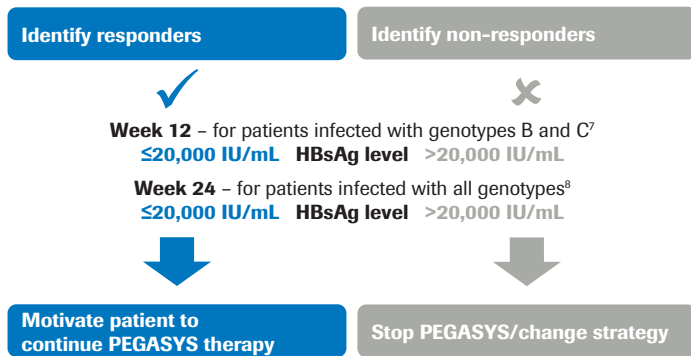 Identify responders
Identify non-responders
Week 12 – for patients infected with genotypes B and C⁷
≤20,000 IU/mL HBsAg level >20,000 IU/mL
Week 24 – for patients infected with all genotypes⁸
≤20,000 IU/mL HBsAg level >20,000 IU/mL
Motivate patient to
continue PEGASYS therapy
Stop PEGASYS/change strategy